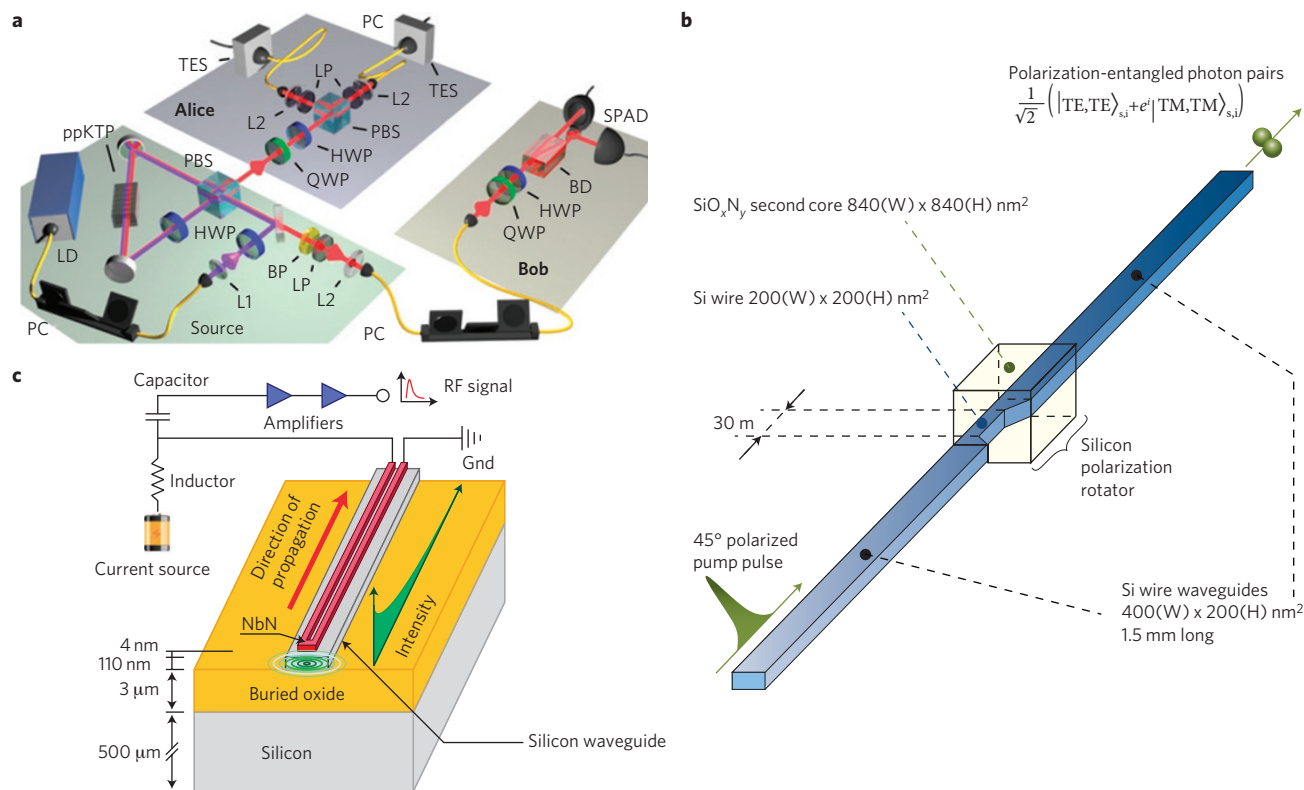 a
TES
PC
LP
TES
Alice
L2
L2
PBS
HWP
QWP
SPAD
BD
HWP
QWP
Bob
ppKTP
PBS
LD
HWP
BP
LP
L2
L1
PC
Source
PC
b
Polarization-entangled photon pairs
1/√2 (|TE,TE⟩s,i+eⁱ|TM,TM⟩s,i)
SiOxNy second core 840(W) x 840(H) nm²
Si wire 200(W) x 200(H) nm²
30 m
Silicon
polarization
rotator
45° polarized
pump pulse
Si wire waveguides
400(W) x 200(H) nm²
1.5 mm long
c
Capacitor
RF signal
Amplifiers
Gnd
Inductor
Current source
Direction of
propagation
Intensity
NbN
4 nm
110 nm
3 μm
Buried oxide
500 μm
Silicon
Silicon waveguide